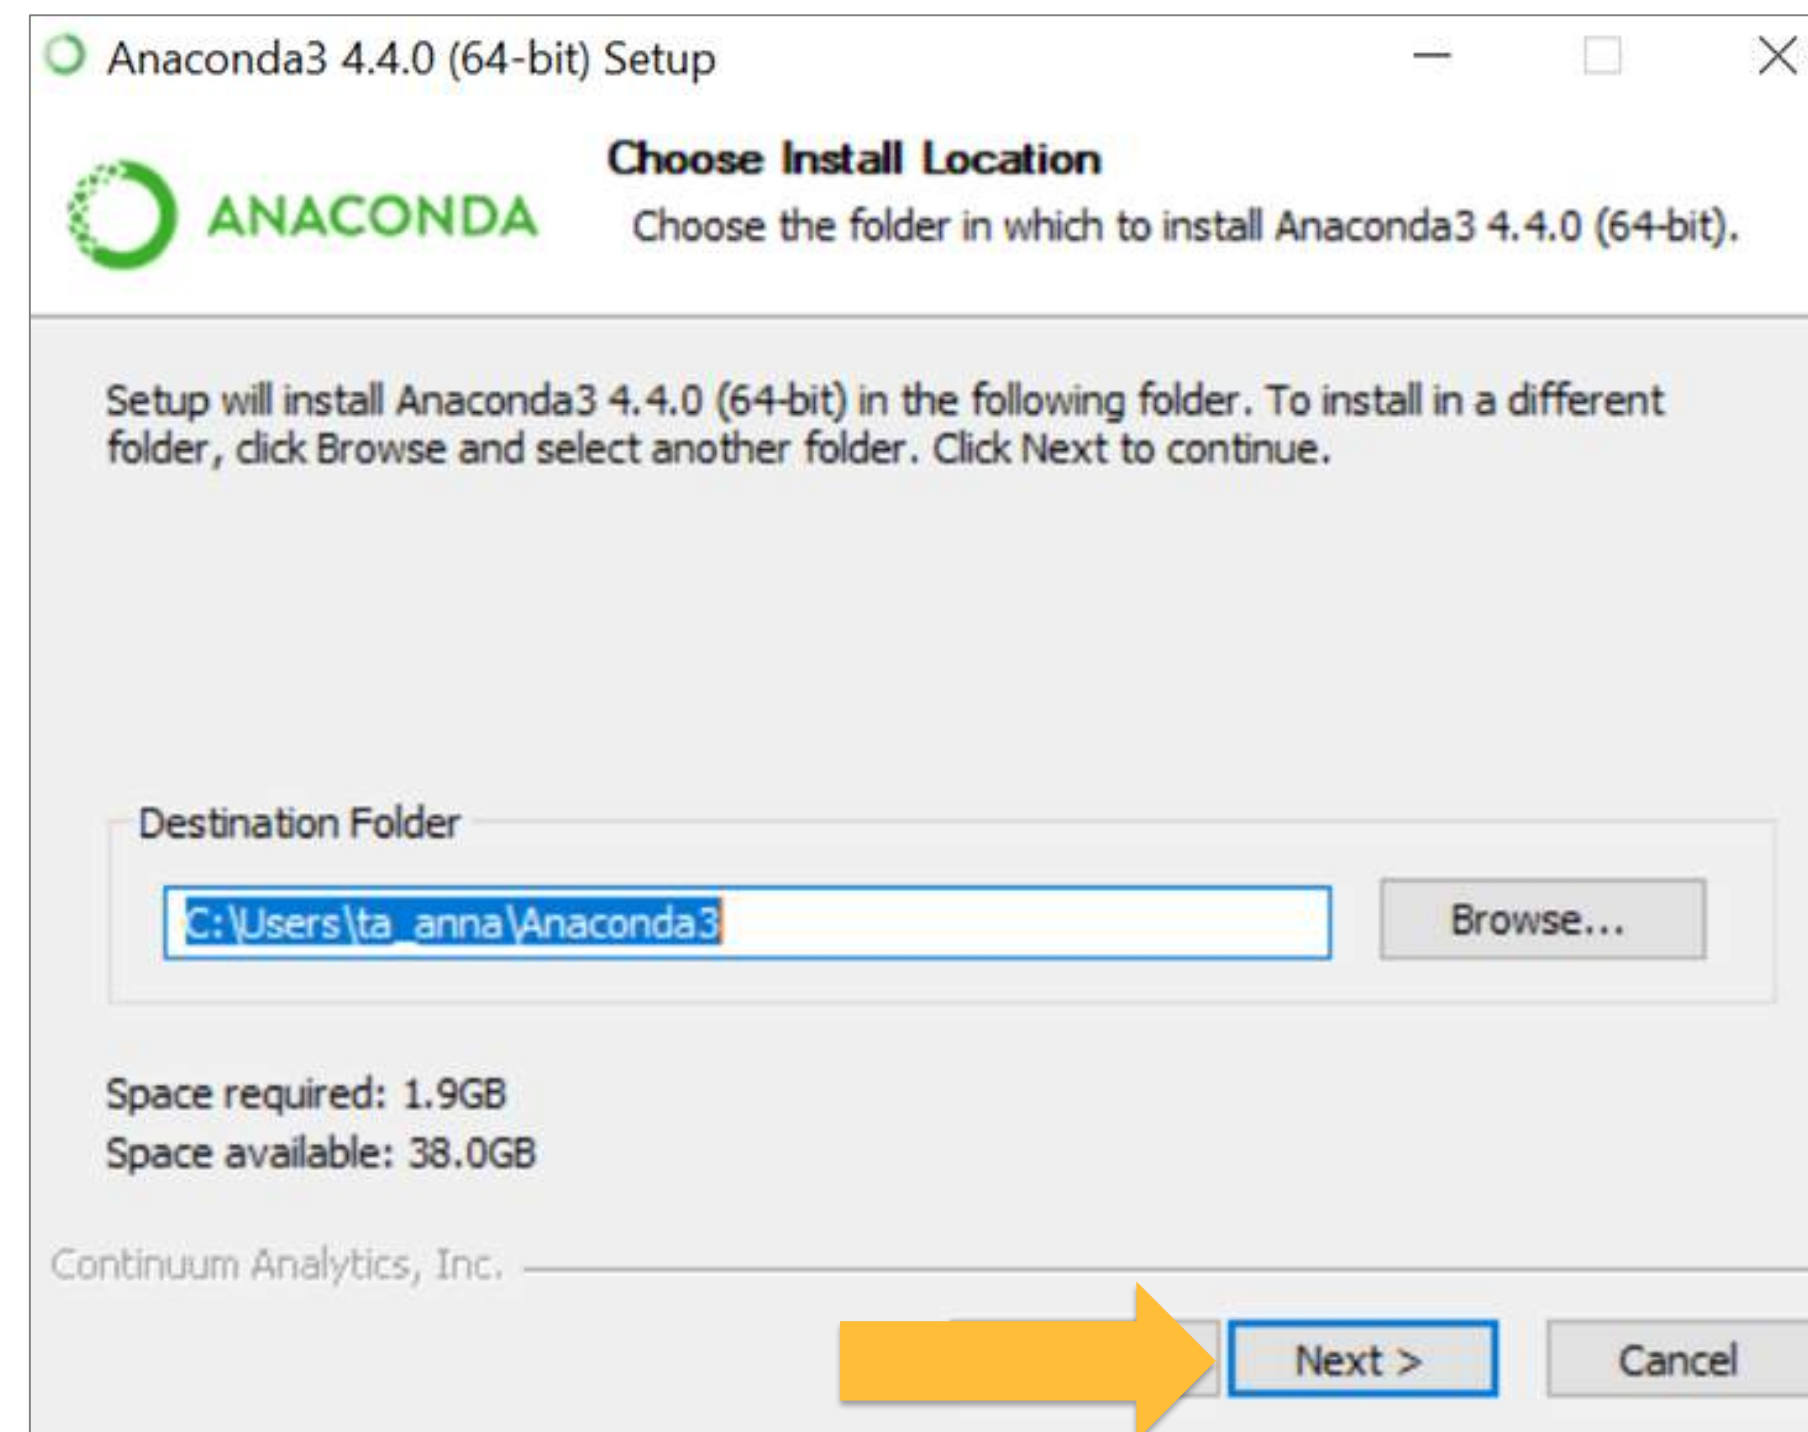 Anaconda3 4.4.0 (64-bit) Setup
ANACONDA
Choose Install Location
Choose the folder in which to install Anaconda3 4.4.0 (64-bit).
Setup will install Anaconda3 4.4.0 (64-bit) in the following folder. To install in a different
folder, click Browse and select another folder. Click Next to continue.
Destination Folder
C:\Users\ta_anna\Anaconda3
Browse...
Space required: 1.9GB
Space available: 38.0GB
Continuum Analytics, Inc.
Next >
Cancel